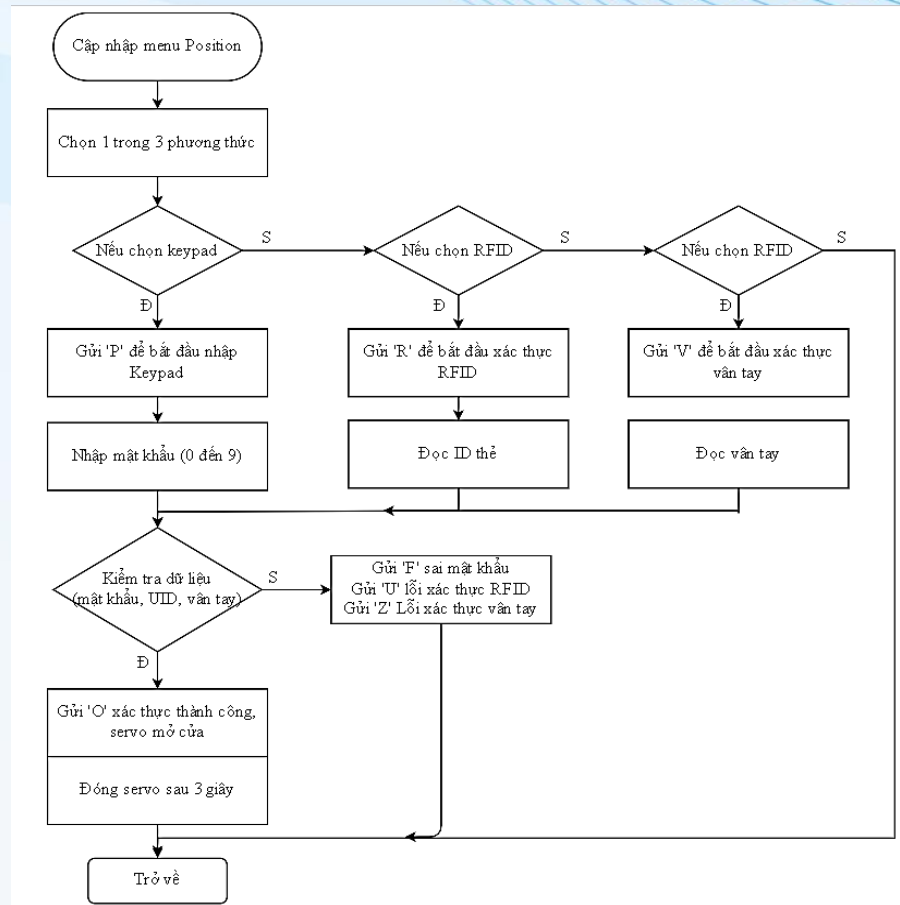 Cập nhập menu Position
Chọn 1 trong 3 phương thức
Nếu chọn keypad
S
Nếu chọn RFID
S
Nếu chọn RFID
S
Đ
Đ
Đ
Gửi 'P' để bắt đầu nhập
Keypad
Gửi 'R' để bắt đầu xác thực
RFID
Gửi 'V' để bắt đầu xác thực
vân tay
Nhập mật khẩu (0 đến 9)
Đọc ID thẻ
Đọc vân tay
Kiểm tra dữ liệu
(mật khẩu, UID, vân tay)
S
Gửi 'F' sai mật khẩu
Gửi 'U' lỗi xác thực RFID
Gửi 'Z' Lỗi xác thực vân tay
Đ
Gửi 'O' xác thực thành công,
servo mở cửa
Đóng servo sau 3 giây
Trở về